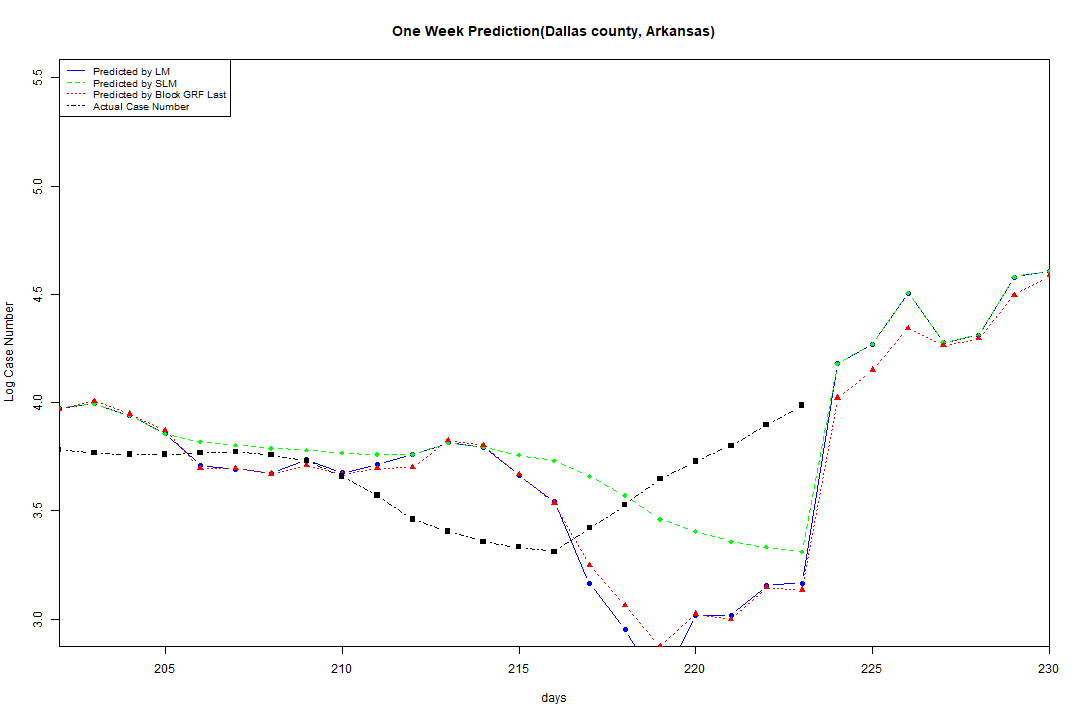 One Week Prediction(Dallas county, Arkansas)
Predicted by LM
Predicted by SLM
Predicted by Block GRF Last
Actual Case Number
5.5
5.0
4.5
4.0
3.5
3.0
Log Case Number
205 210 215 220 225 230
days